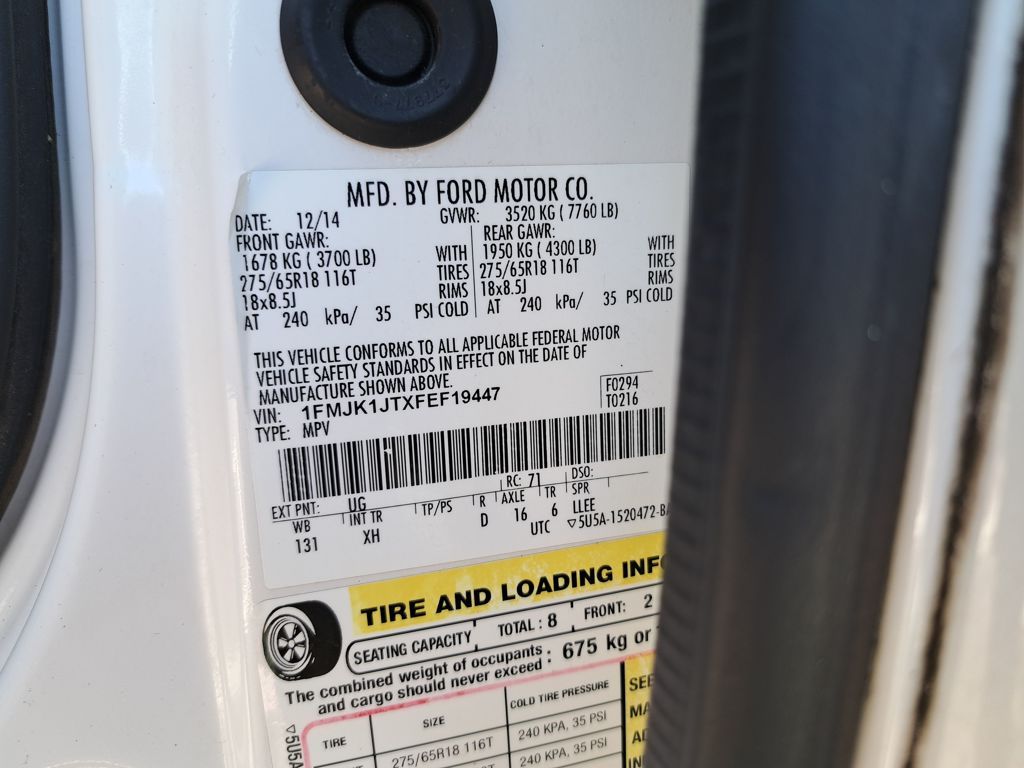 MFD. BY FORD MOTOR CO.
DATE: 12/14 GVWR: 3520 KG ( 7760 LB)
FRONT GAWR: REAR GAWR:
1678 KG ( 3700 LB) WITH 1950 KG ( 4300 LB) WITH
275/65R18 116T TIRES 275/65R18 116T TIRES
18x8.5J RIMS 18x8.5J RIMS
AT 240 kPa/ 35 PSI COLD AT 240 kPa/ 35 PSI COLD
THIS VEHICLE CONFORMS TO ALL APPLICABLE FEDERAL MOTOR
VEHICLE SAFETY STANDARDS IN EFFECT ON THE DATE OF
MANUFACTURE SHOWN ABOVE.
VIN: 1FMJK1JTXFEF19447 F0294
TYPE: MPV T0216
EXT PNT: UG RC: 71 DSO:
WB INT TR TP/PS R AXLE TR SPR
131 XH D 16 6 LLEE
UTC ▽5U5A-1520472-BA
TIRE AND LOADING INFO
SEATING CAPACITY TOTAL : 8 FRONT: 2
The combined weight of occupants : 675 kg or
and cargo should never exceed
▽5U5A
TIRE SIZE COLD TIRE PRESSURE SEE
275/65R18 116T 240 KPA, 35 PSI
240 KPA, 35 PSI